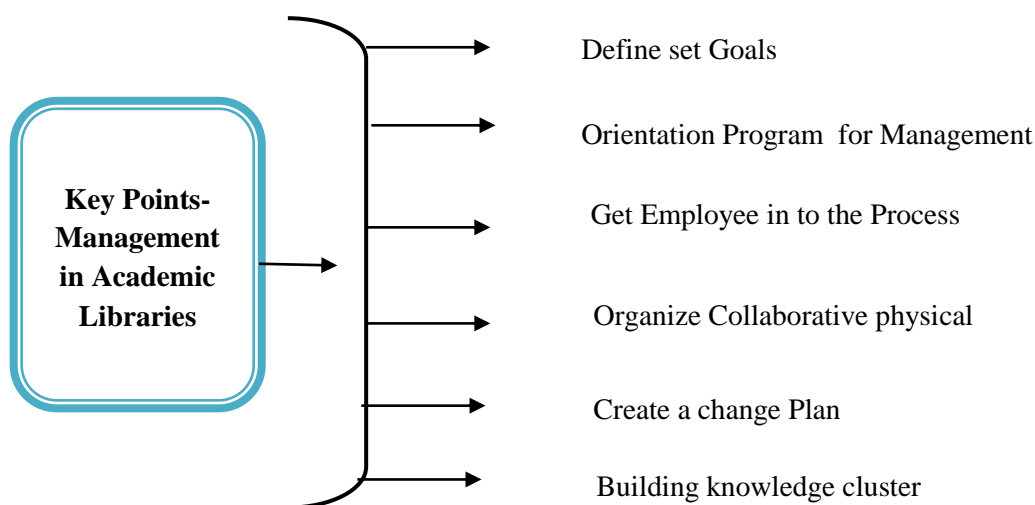 Key Points-
Management
in Academic
Libraries
Define set Goals
Orientation Program for Management
Get Employee in to the Process
Organize Collaborative physical
Create a change Plan
Building knowledge cluster